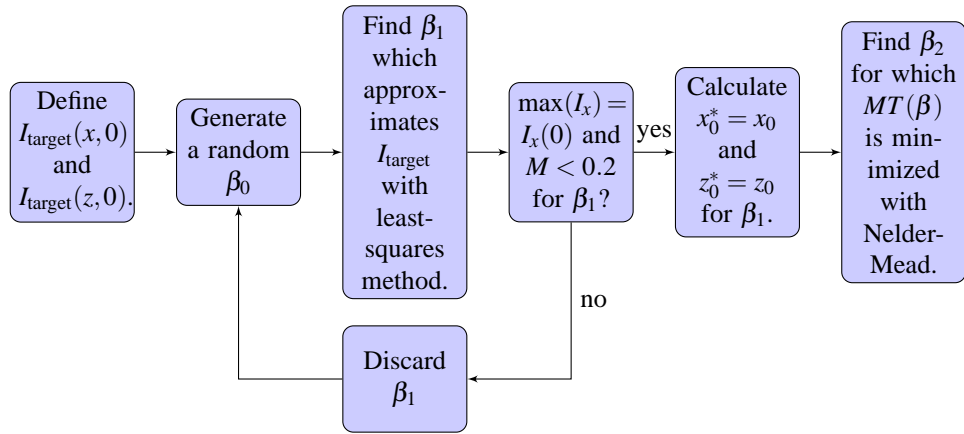 Define
I_target(x,0)
and
I_target(z,0).
Generate
a random
β_0
Find β_1
which
approx-
imates
I_target
with
least-
squares
method.
max(I_x) =
I_x(0) and
M < 0.2
for β_1?
yes
no
Calculate
x_0^* = x_0
and
z_0^* = z_0
for β_1.
Find β_2
for which
MT(β)
is min-
imized
with
Nelder-
Mead.
Discard
β_1